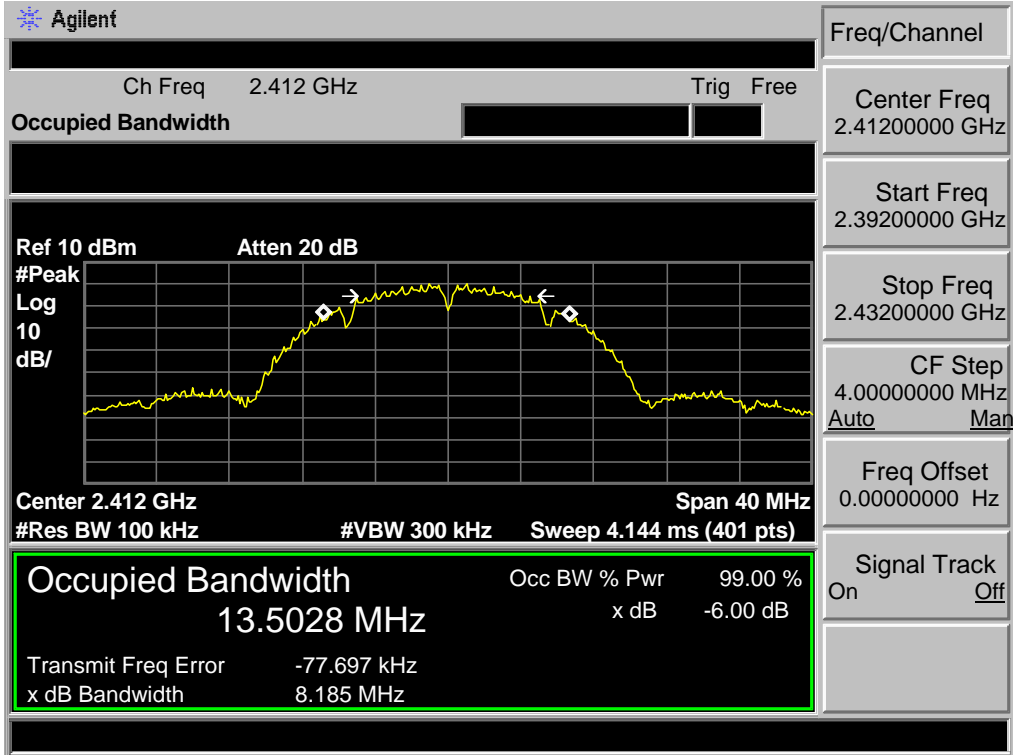 Agilent
Ch Freq 2.412 GHz Trig Free
Occupied Bandwidth
Ref 10 dBm Atten 20 dB
#Peak
Log
10
dB/
Center 2.412 GHz Span 40 MHz
#Res BW 100 kHz #VBW 300 kHz Sweep 4.144 ms (401 pts)
Occupied Bandwidth Occ BW % Pwr 99.00 %
13.5028 MHz x dB -6.00 dB
Transmit Freq Error -77.697 kHz
x dB Bandwidth 8.185 MHz
Freq/Channel
Center Freq
2.41200000 GHz
Start Freq
2.39200000 GHz
Stop Freq
2.43200000 GHz
CF Step
4.00000000 MHz
Auto Man
Freq Offset
0.00000000 Hz
Signal Track
On Off